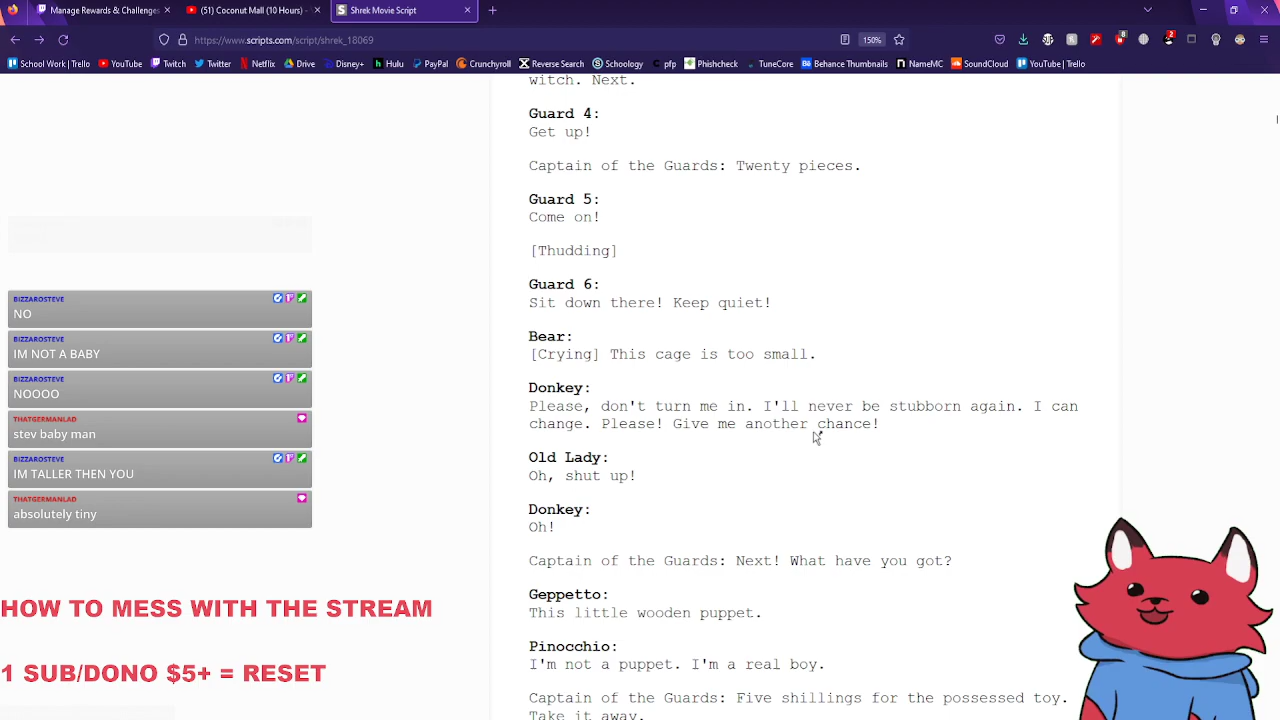 Manage Rewards & Challenges
(51) Coconut Mall (10 Hours) -
Shrek Movie Script
https://www.scripts.com/script/shrek_18069
150%
School Work | Trello
YouTube
Twitch
Twitter
Netflix
Drive
Disney+
Hulu
PayPal
Crunchyroll
Reverse Search
Schoology
pfp
Phishcheck
TuneCore
Behance Thumbnails
NameMC
SoundCloud
YouTube | Trello
witch. Next.
Guard 4:
Get up!
Captain of the Guards: Twenty pieces.
Guard 5:
Come on!
[Thudding]
Guard 6:
Sit down there! Keep quiet!
Bear:
[Crying] This cage is too small.
Donkey:
Please, don't turn me in. I'll never be stubborn again. I can
change. Please! Give me another chance!
Old Lady:
Oh, shut up!
Donkey:
Oh!
Captain of the Guards: Next! What have you got?
Geppetto:
This little wooden puppet.
Pinocchio:
I'm not a puppet. I'm a real boy.
Captain of the Guards: Five shillings for the possessed toy.
Take it away.
BIZZAROSTEVE
NO
BIZZAROSTEVE
IM NOT A BABY
BIZZAROSTEVE
NOOOO
THATGERMANLAD
stev baby man
BIZZAROSTEVE
IM TALLER THEN YOU
THATGERMANLAD
absolutely tiny
HOW TO MESS WITH THE STREAM
1 SUB/DONO $5+ = RESET